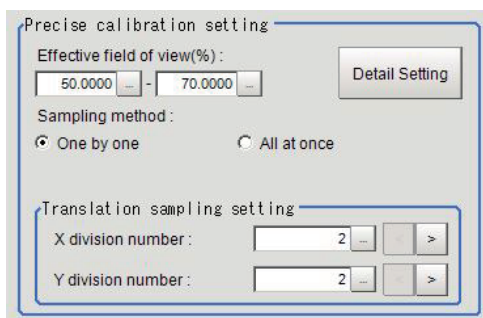 Precise calibration setting
Effective field of view(%) :
50.0000 ... - 70.0000 ...
Detail Setting
Sampling method :
One by one All at once
Translation sampling setting
X division number : 2 ... < >
Y division number : 2 ... < >